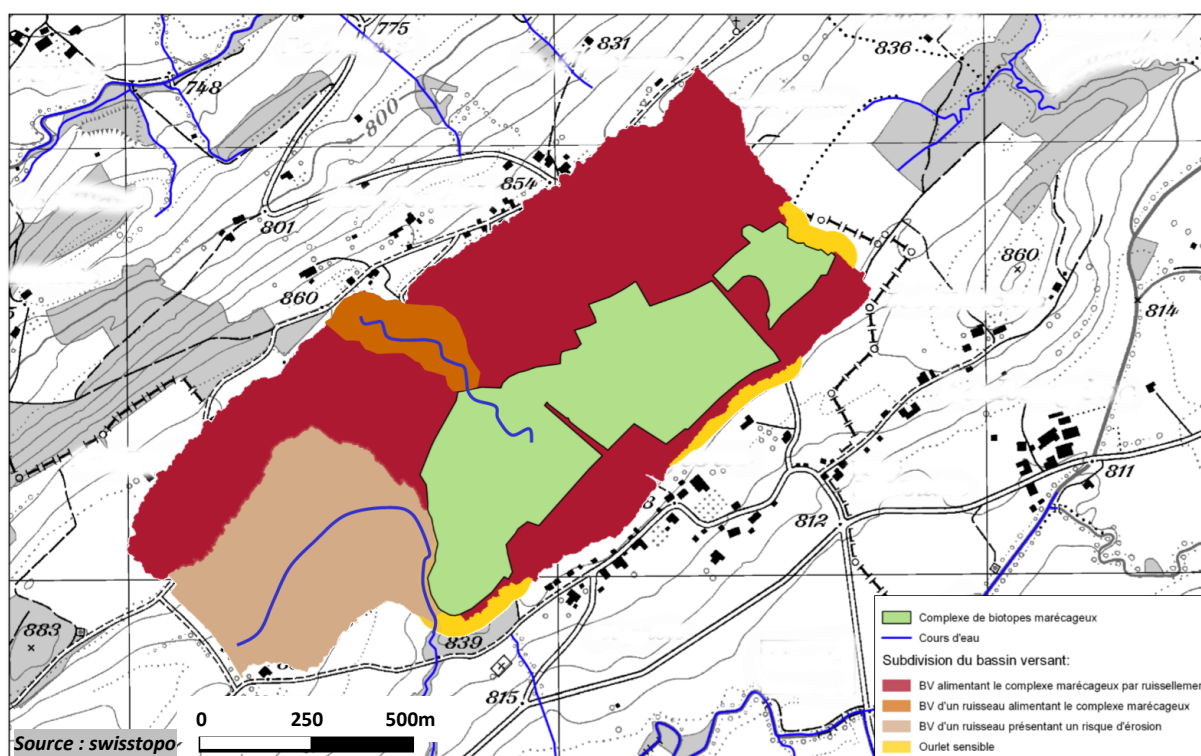 775
831
836
748
800
854
801
860
860
814
811
812
883
839
815
Complexe de biotopes marécageux
Cours d'eau
Subdivision du bassin versant:
BV alimentant le complexe marécageux par ruissellemen
BV d'un ruisseau alimentant le complexe marécageux
BV d'un ruisseau présentant un risque d'érosion
Ourlet sensible
0 250 500m
Source : swisstopo